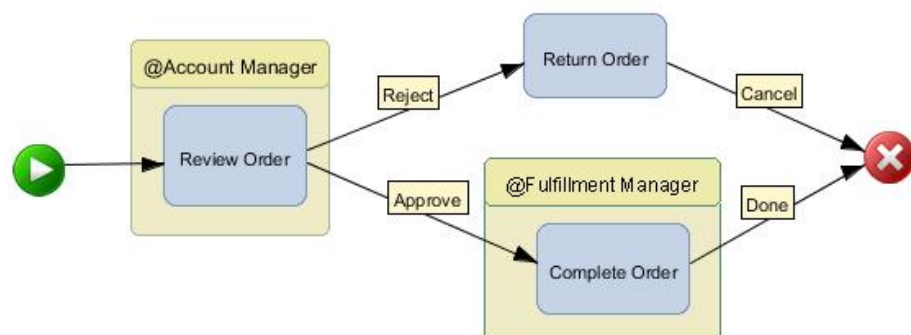 @Account Manager
Review Order
Reject
Return Order
Cancel
Approve
@Fulfillment Manager
Complete Order
Done